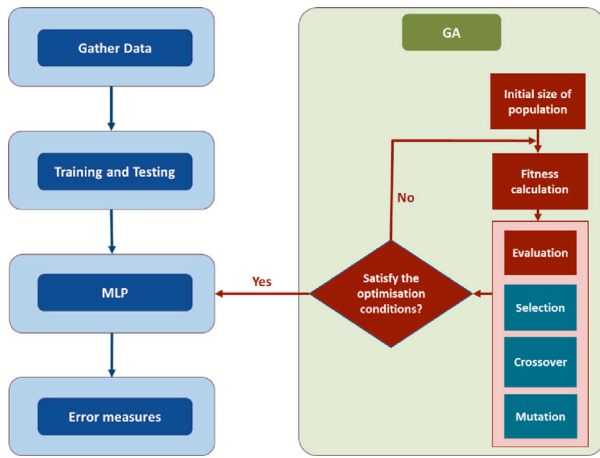 Gather Data
Training and Testing
MLP
Error measures
GA
Initial size of
population
Fitness
calculation
Evaluation
Selection
Crossover
Mutation
Satisfy the
optimisation
conditions?
No
Yes